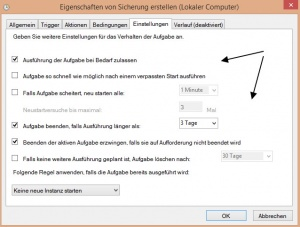 Eigenschaften von Sicherung erstellen (Lokaler Computer)
Allgemein Trigger Aktionen Bedingungen Einstellungen Verlauf (deaktiviert)
Geben Sie weitere Einstellungen für das Verhalten der Aufgabe an.
Ausführung der Aufgabe bei Bedarf zulassen
Aufgabe so schnell wie möglich nach einem verpassten Start ausführen
Falls Aufgabe scheitert, neu starten alle: 1 Minute
Neustartversuche bis maximal: 3 Mal
Aufgabe beenden, falls Ausführung länger als: 3 Tage
Beenden der aktiven Aufgabe erzwingen, falls sie auf Aufforderung nicht beendet wird
Falls keine weitere Ausführung geplant ist, Aufgabe löschen nach: 30 Tage
Folgende Regel anwenden, falls die Aufgabe bereits ausgeführt wird:
Keine neue Instanz starten
OK Abbrechen